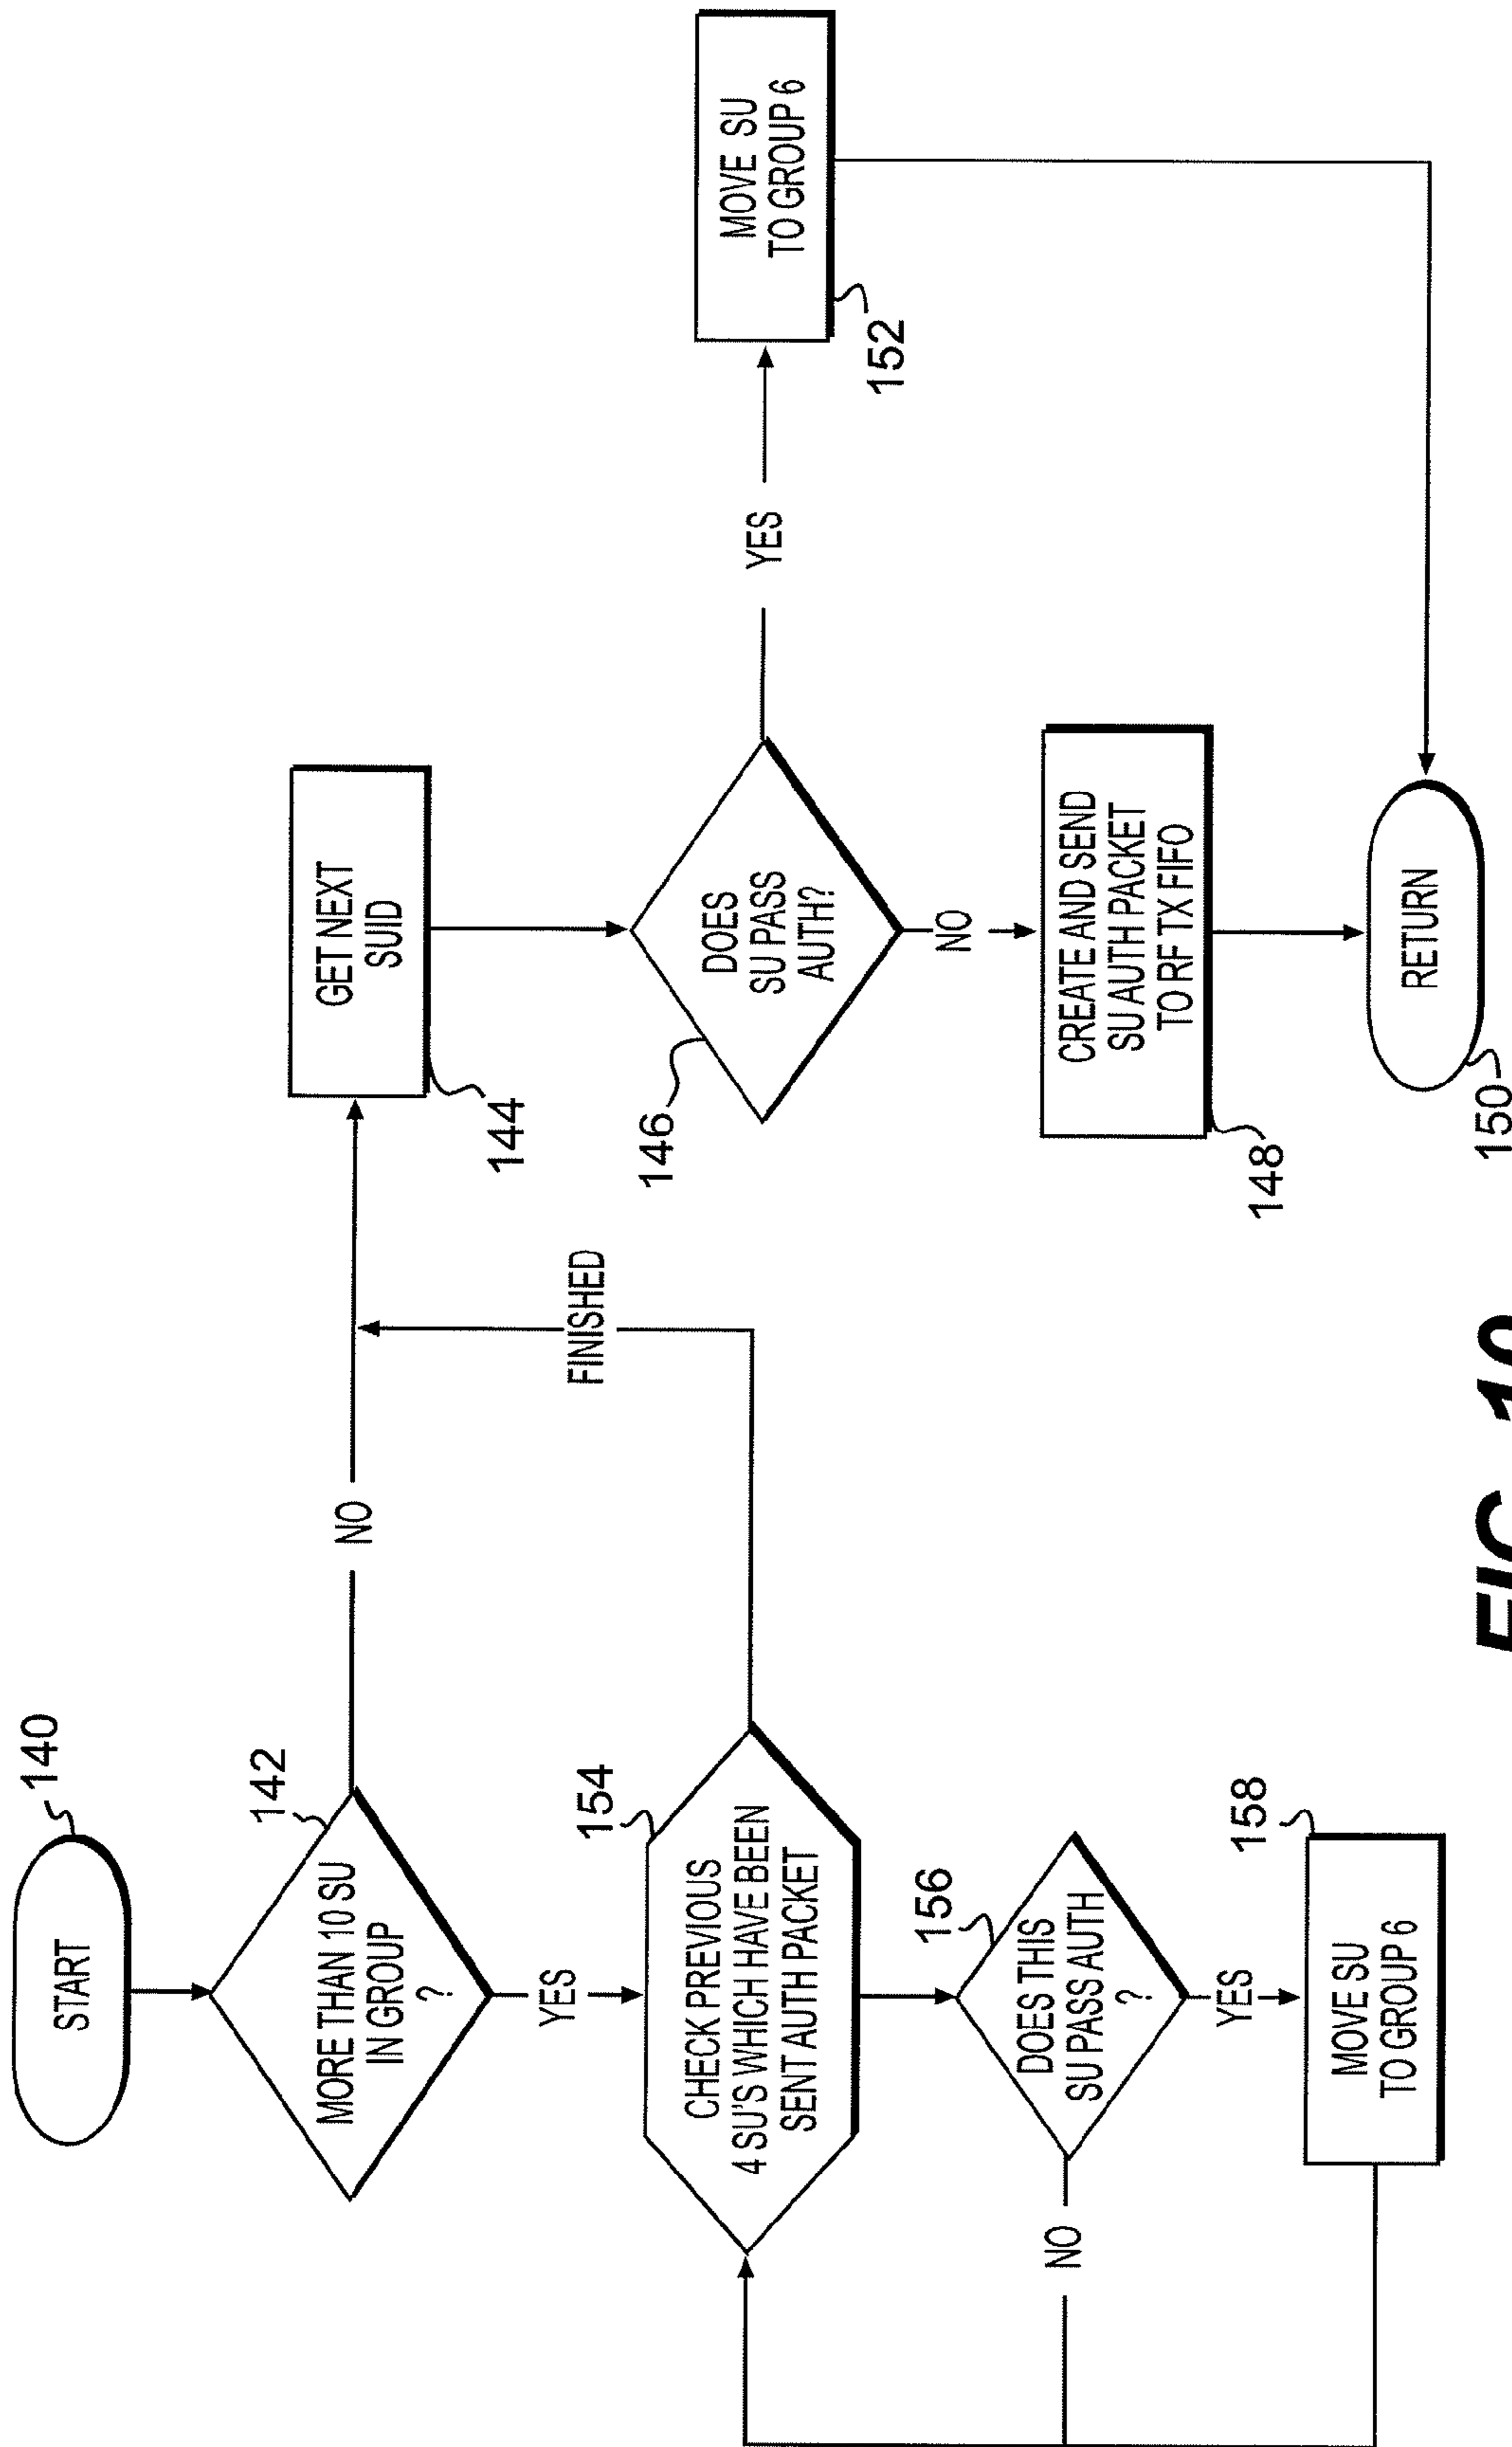 START
140
MORE THAN 10 SU
IN GROUP
?
142
NO
YES
CHECK PREVIOUS
4 SU'S WHICH HAVE BEEN
SENT AUTH PACKET
154
FINISHED
DOES THIS
SU PASS AUTH
?
156
NO
YES
MOVE SU
TO GROUP 6
158
GET NEXT
SUID
144
DOES
SU PASS
AUTH?
146
YES
NO
MOVE SU
TO GROUP 6
152
CREATE AND SEND
SU AUTH PACKET
TO RF TX FIFO
148
RETURN
150
FIG. 10